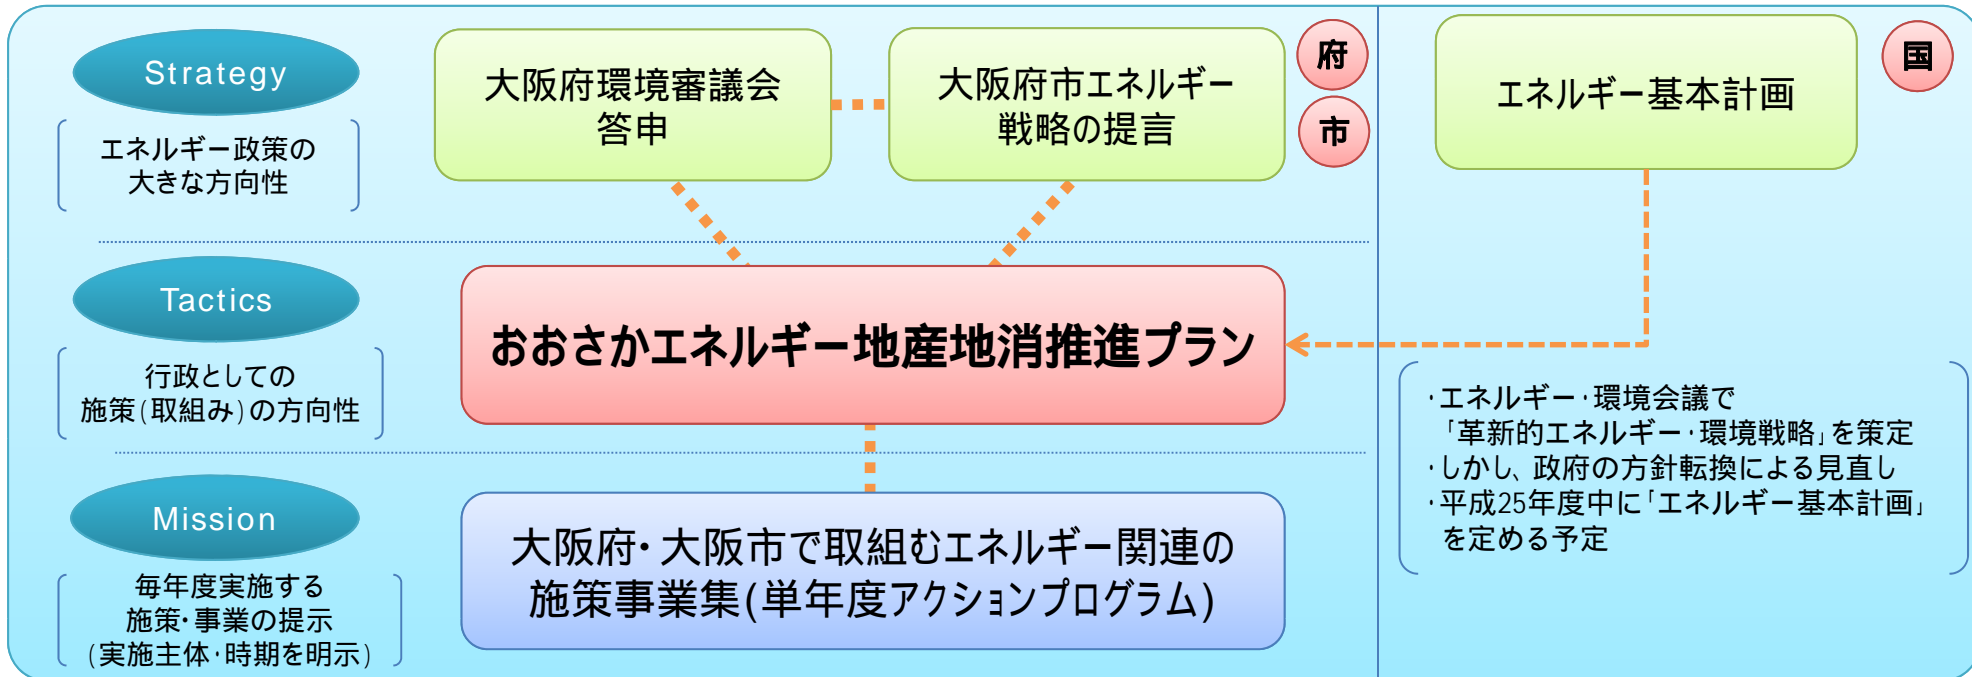 Strategy
エネルギー政策の
大きな方向性
大阪府環境審議会
答申
大阪府市エネルギー
戦略の提言
府
市
エネルギー基本計画
国
Tactics
行政としての
施策(取組み)の方向性
おおさかエネルギー地産地消推進プラン
・エネルギー・環境会議で
「革新的エネルギー・環境戦略」を策定
・しかし、政府の方針転換による見直し
・平成25年度中に「エネルギー基本計画」
を定める予定
Mission
毎年度実施する
施策・事業の提示
(実施主体・時期を明示)
大阪府・大阪市で取組むエネルギー関連の
施策事業集(単年度アクションプログラム)